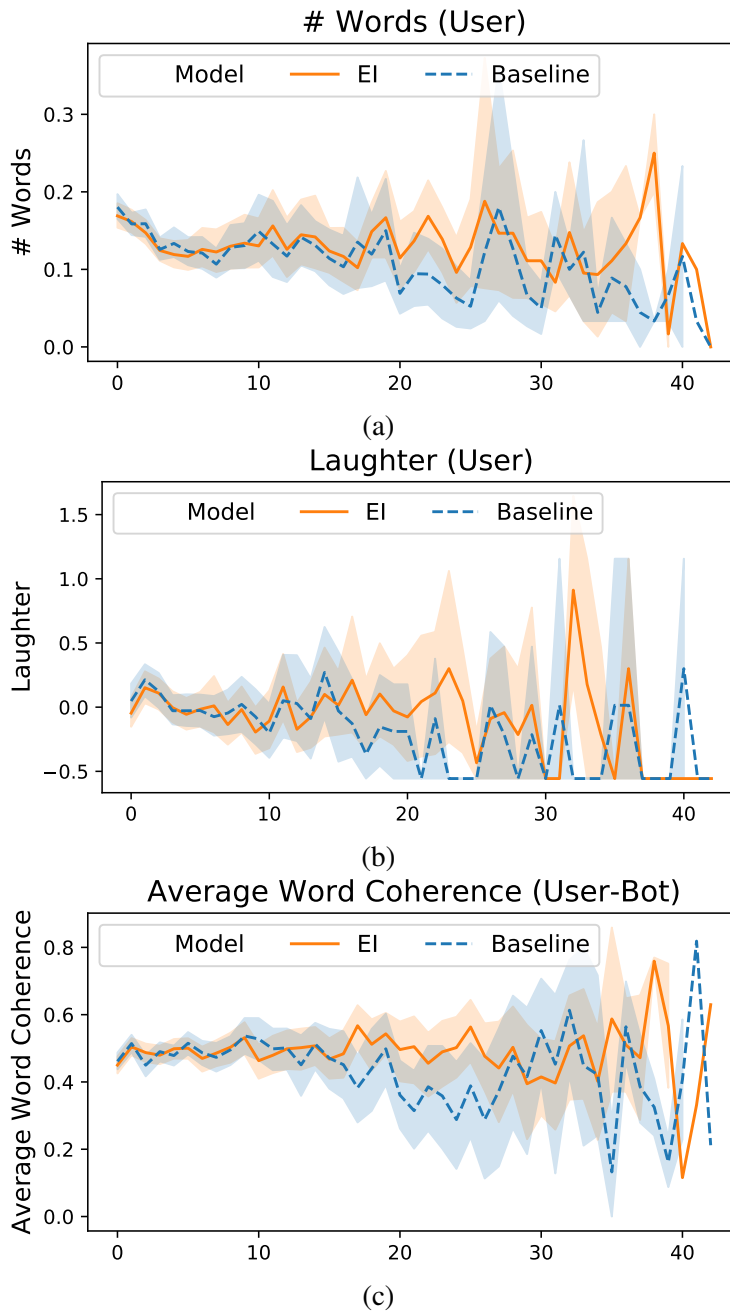 # Words (User)
Model EI Baseline
# Words
0.3
0.2
0.1
0.0
0 10 20 30 40
(a)
Laughter (User)
Model EI Baseline
Laughter
1.5
1.0
0.5
0.0
−0.5
0 10 20 30 40
(b)
Average Word Coherence (User-Bot)
Model EI Baseline
Average Word Coherence
0.8
0.6
0.4
0.2
0.0
0 10 20 30 40
(c)